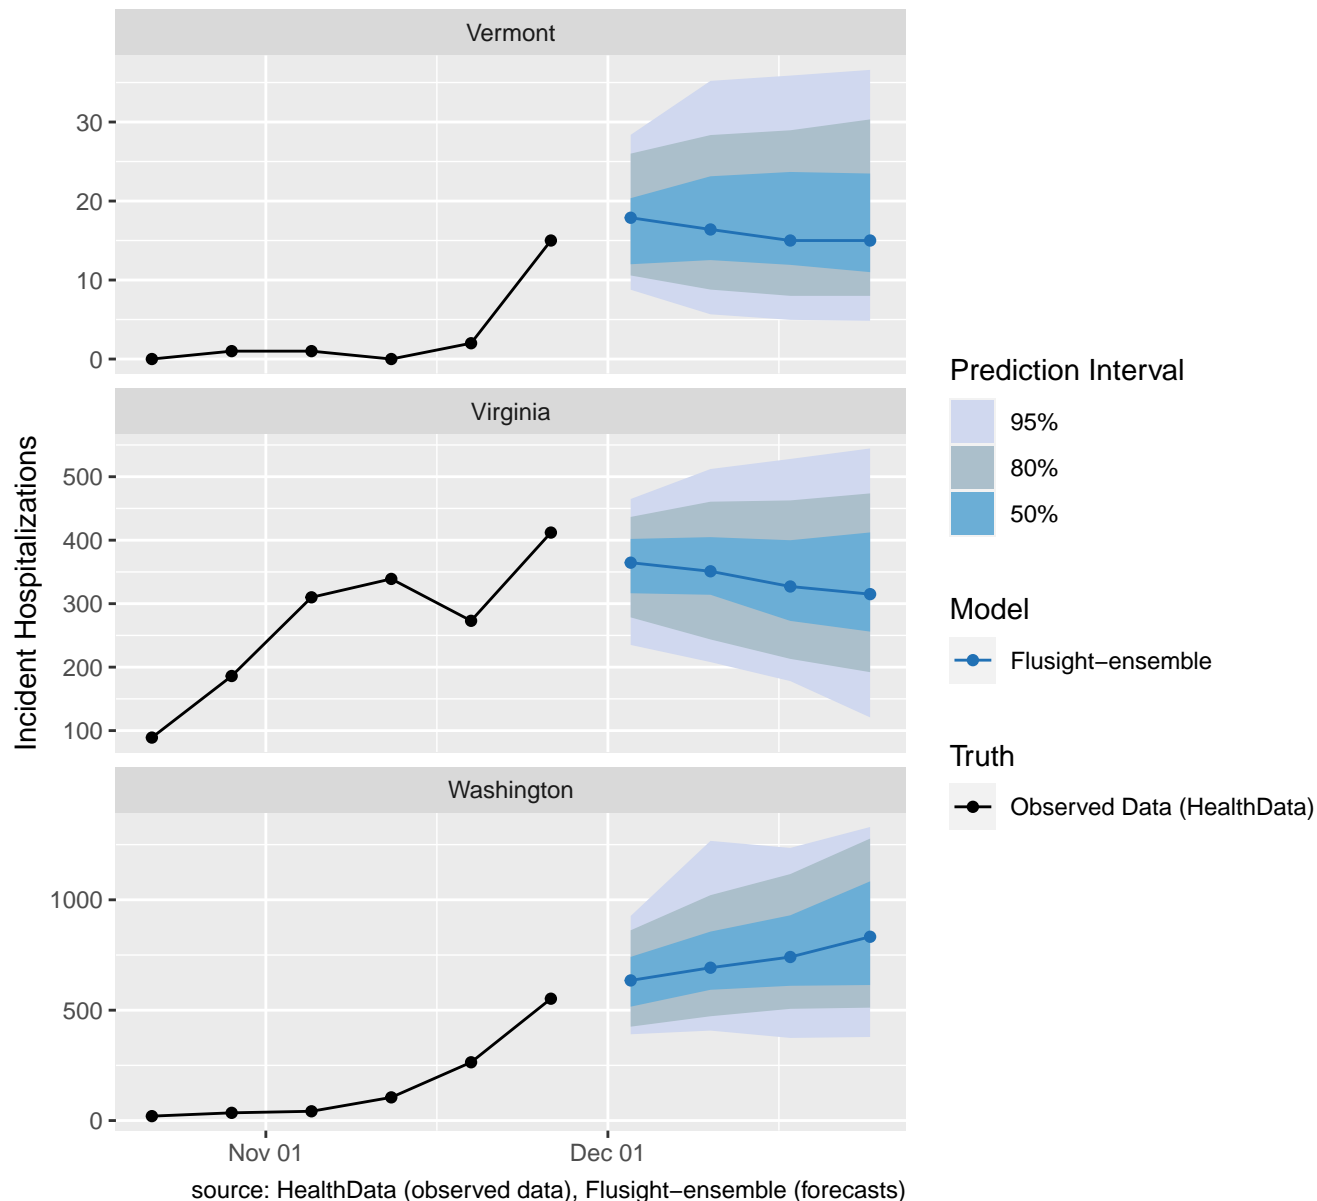 Vermont
30
20
10
0
Virginia
500
400
300
200
100
Washington
1000
500
0
Nov 01
Dec 01
Incident Hospitalizations
source: HealthData (observed data), Flusight−ensemble (forecasts)
Prediction Interval
95%
80%
50%
Model
Flusight−ensemble
Truth
Observed Data (HealthData)